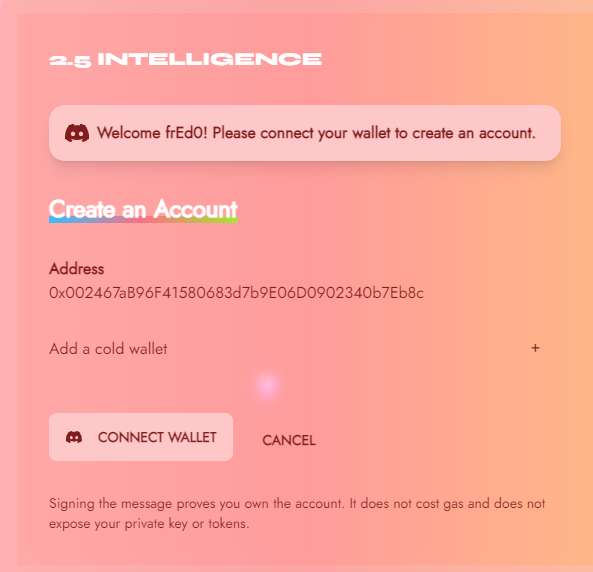 2.5 INTELLIGENCE
Welcome frEd0! Please connect your wallet to create an account.
Create an Account
Address
0x002467aB96F41580683d7b9E06D0902340b7Eb8c
Add a cold wallet +
CONNECT WALLET CANCEL
Signing the message proves you own the account. It does not cost gas and does not
expose your private key or tokens.